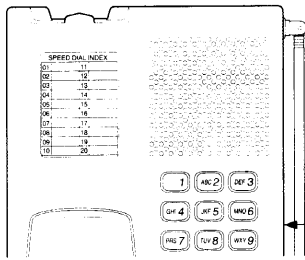 SPEED DIAL INDEX
01 11
02 12
03 13
04 14
05 15
06 16
07 17
08 18
09 19
10 20
1 ABC 2 DEF 3
GHI 4 JKF 5 MNO 6
PRS 7 TUV 8 WXY 9